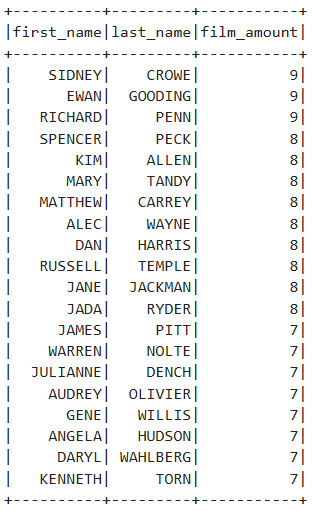 +----------+---------+-----------+
|first_name|last_name|film_amount|
+----------+---------+-----------+
|    SIDNEY|    CROWE|          9|
|      EWAN|  GOODING|          9|
|   RICHARD|     PENN|          9|
|   SPENCER|     PECK|          8|
|       KIM|    ALLEN|          8|
|      MARY|    TANDY|          8|
|   MATTHEW|   CARREY|          8|
|      ALEC|    WAYNE|          8|
|       DAN|   HARRIS|          8|
|   RUSSELL|   TEMPLE|          8|
|      JANE|  JACKMAN|          8|
|      JADA|    RYDER|          8|
|     JAMES|     PITT|          7|
|    WARREN|    NOLTE|          7|
|  JULIANNE|    DENCH|          7|
|    AUDREY|  OLIVIER|          7|
|      GENE|   WILLIS|          7|
|    ANGELA|   HUDSON|          7|
|     DARYL| WAHLBERG|          7|
|   KENNETH|     TORN|          7|
+----------+---------+-----------+